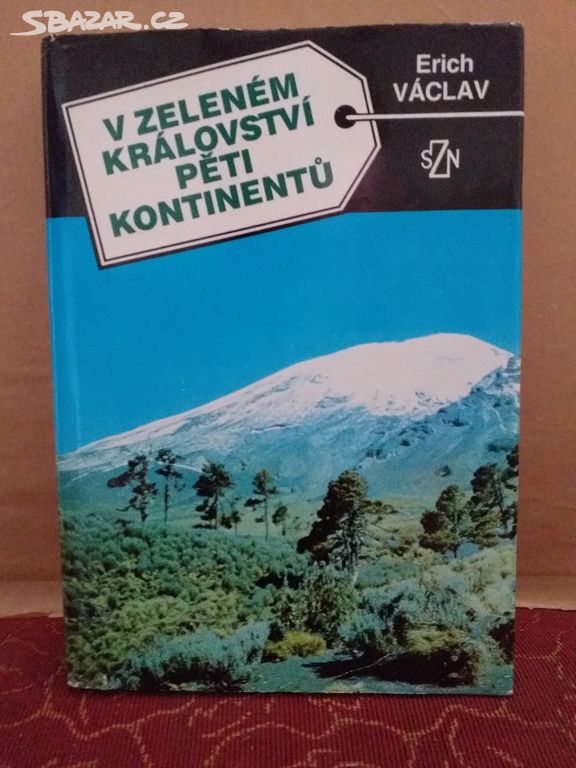 SBAZAR.CZ
V ZELENÉM
KRÁLOVSTVÍ
PĚTI
KONTINENTŮ
Erich
VÁCLAV
SZN